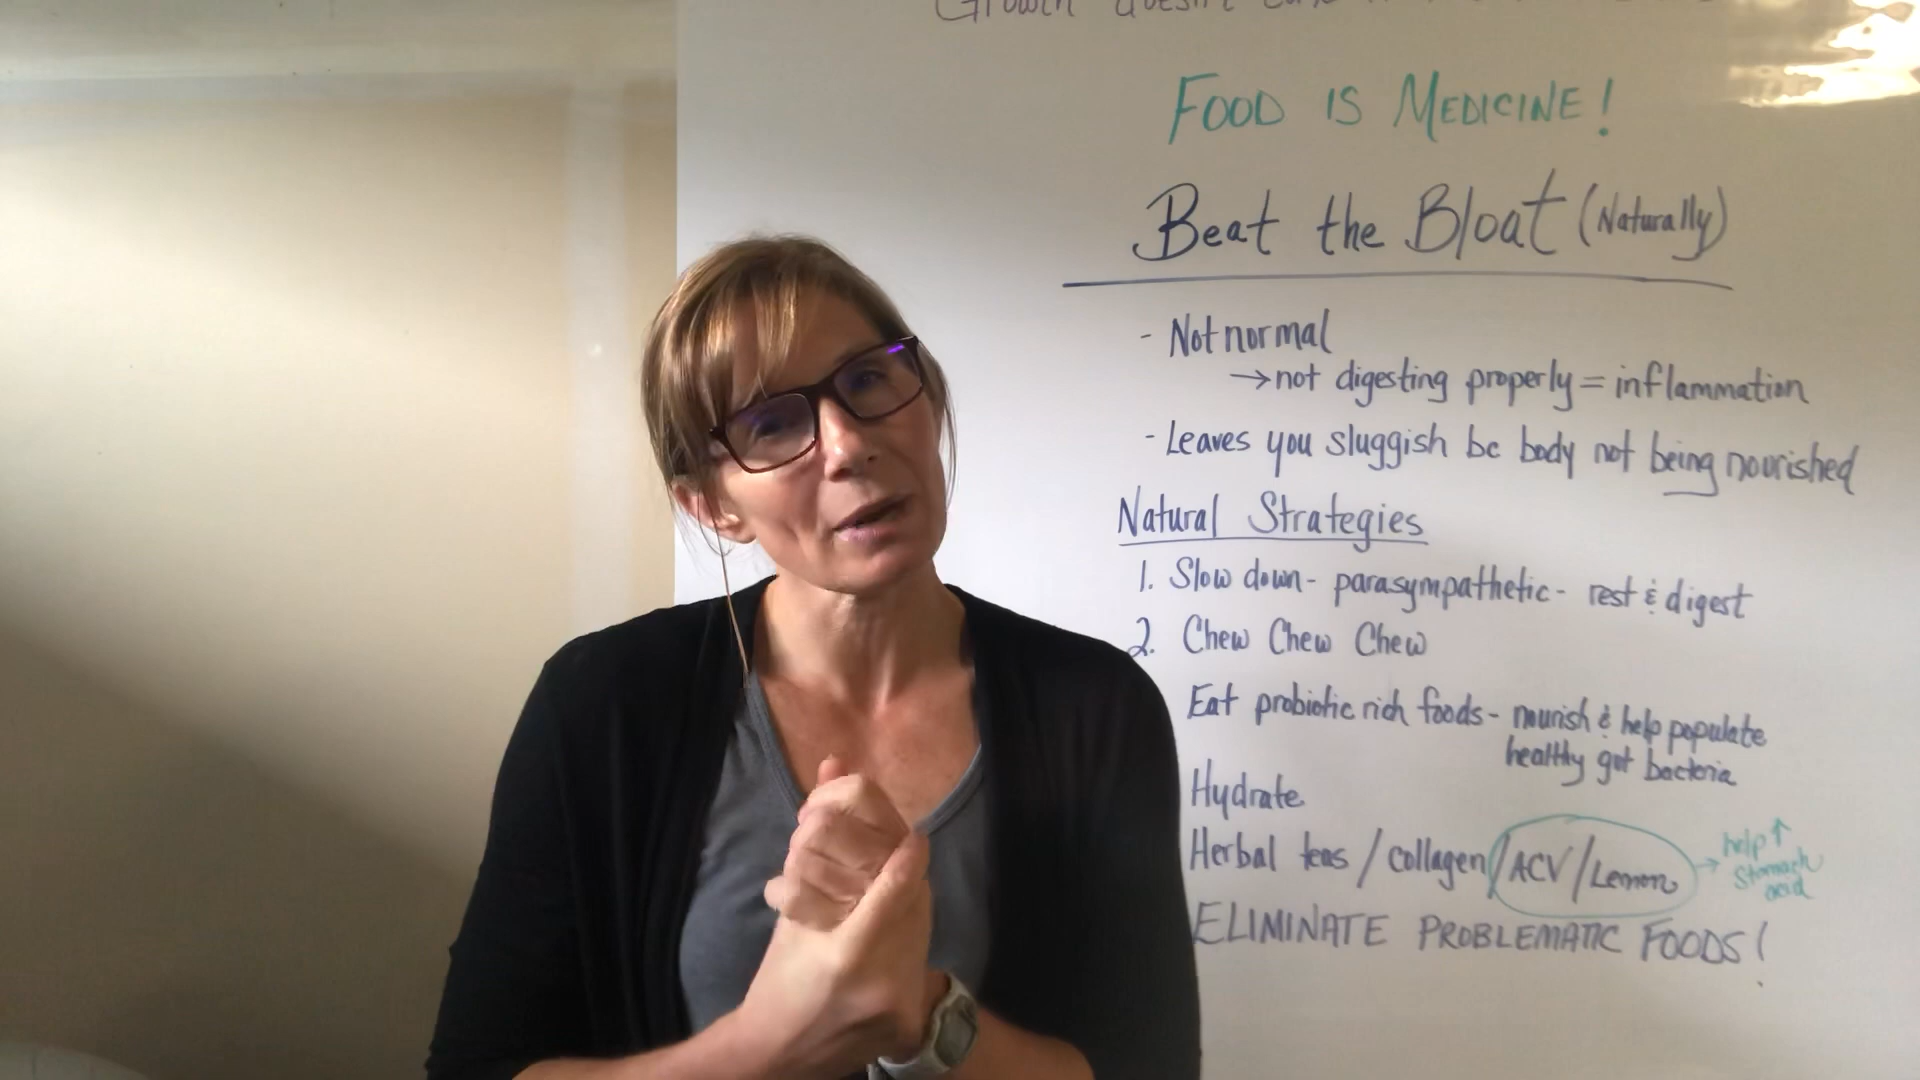 Growth doesn't
FOOD IS MEDICINE!
Beat the Bloat (Naturally)
- Not normal
→ not digesting properly = inflammation
- Leaves you sluggish bc body not being nourished
Natural Strategies
1. Slow down - parasympathetic - rest & digest
2. Chew Chew Chew
Eat probiotic rich foods - nourish & help populate
healthy gut bacteria
Hydrate
Herbal teas / collagen / ACV / Lemon → help ↑
stomach
acid
ELIMINATE PROBLEMATIC FOODS!